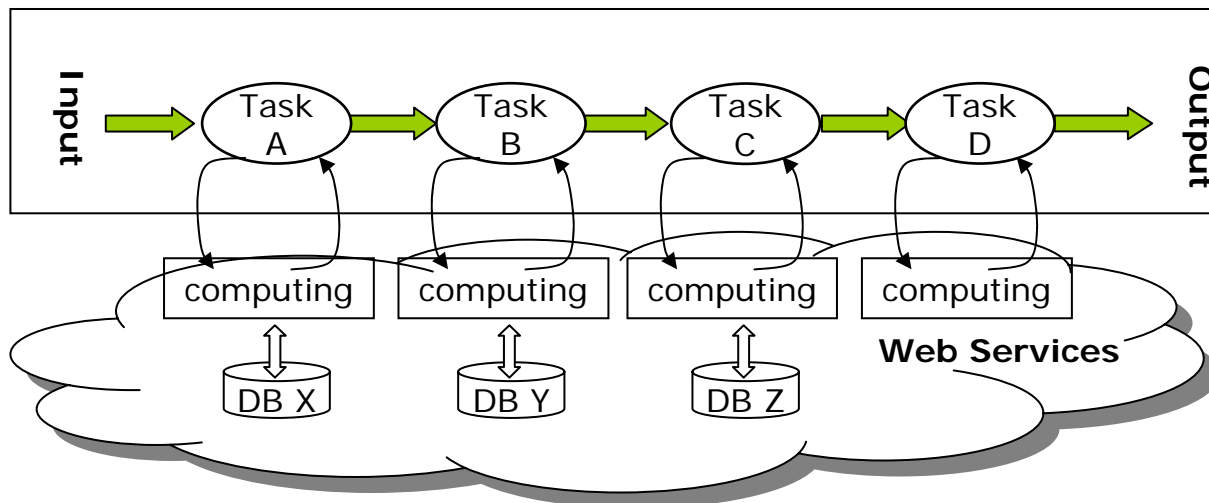 Input
Task
A
Task
B
Task
C
Task
D
Output
computing
computing
computing
computing
Web Services
DB X
DB Y
DB Z